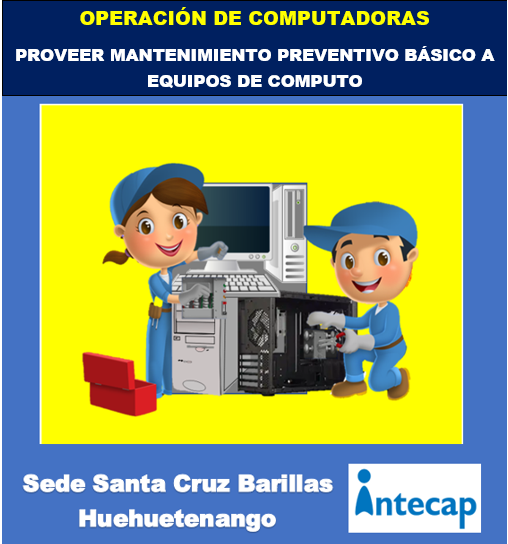 OPERACIÓN DE COMPUTADORAS
PROVEER MANTENIMIENTO PREVENTIVO BÁSICO A
EQUIPOS DE COMPUTO
Sede Santa Cruz Barillas
Huehuetenango
intecap